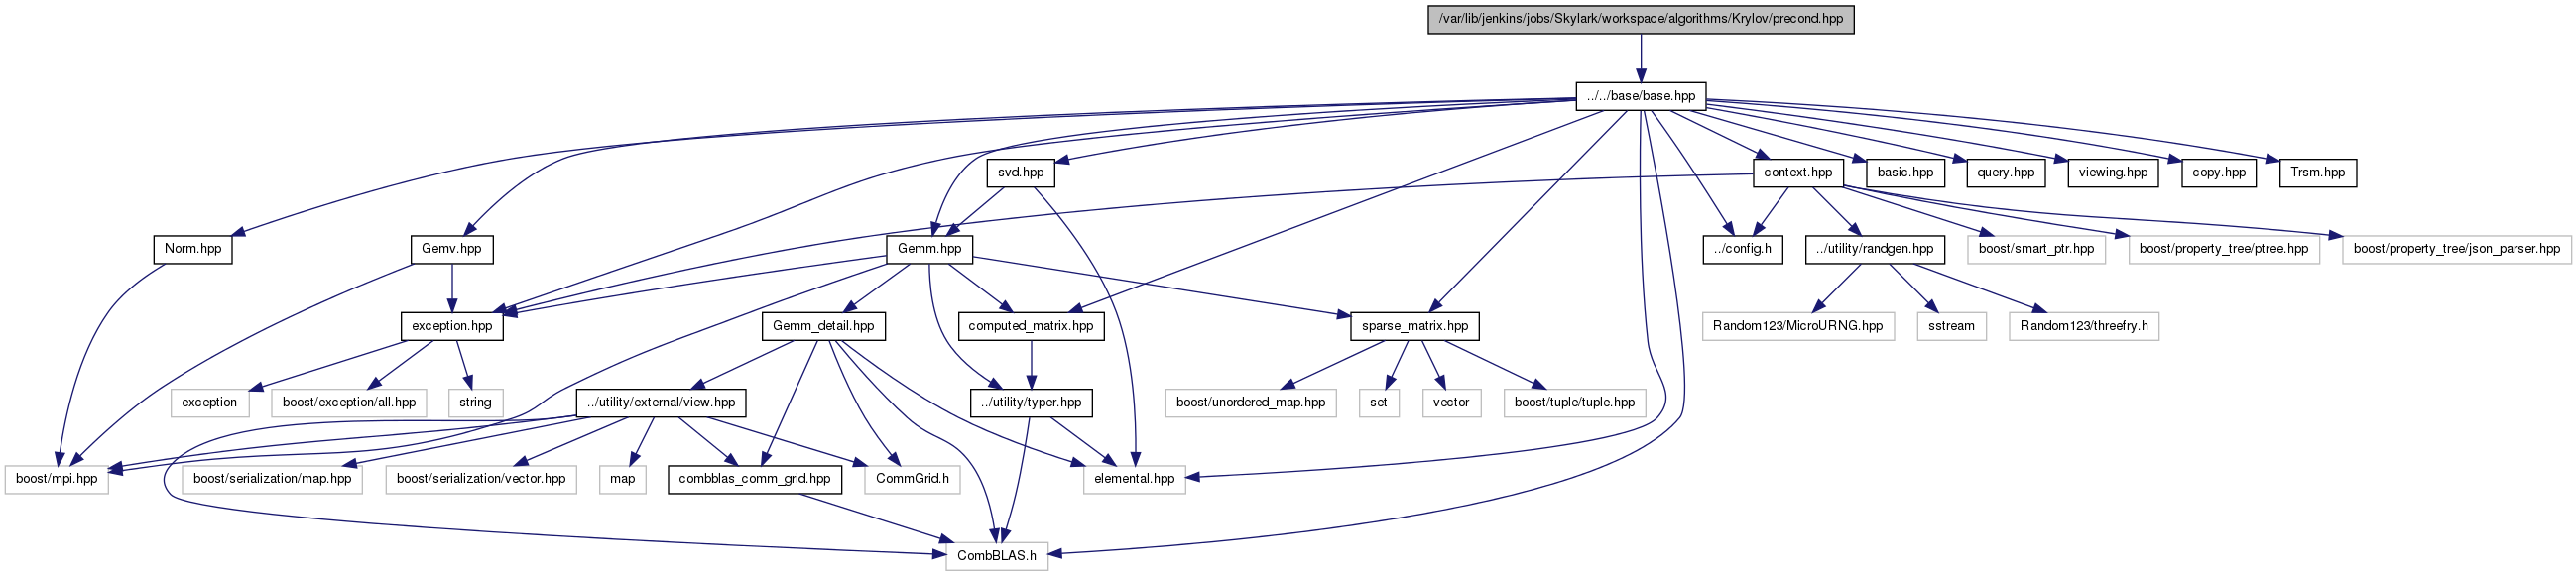 /var/lib/jenkins/jobs/Skylark/workspace/algorithms/Krylov/precond.hpp
../../base/base.hpp
svd.hpp
context.hpp
basic.hpp
query.hpp
viewing.hpp
copy.hpp
Trsm.hpp
Norm.hpp
Gemv.hpp
Gemm.hpp
../config.h
../utility/randgen.hpp
boost/smart_ptr.hpp
boost/property_tree/ptree.hpp
boost/property_tree/json_parser.hpp
exception.hpp
Gemm_detail.hpp
computed_matrix.hpp
sparse_matrix.hpp
Random123/MicroURNG.hpp
sstream
Random123/threefry.h
exception
boost/exception/all.hpp
string
../utility/external/view.hpp
../utility/typer.hpp
boost/unordered_map.hpp
set
vector
boost/tuple/tuple.hpp
boost/mpi.hpp
boost/serialization/map.hpp
boost/serialization/vector.hpp
map
combblas_comm_grid.hpp
CommGrid.h
elemental.hpp
CombBLAS.h